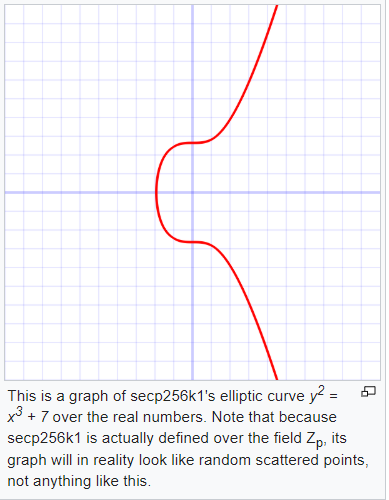 This is a graph of secp256k1's elliptic curve y² =
x³ + 7 over the real numbers. Note that because
secp256k1 is actually defined over the field Zₚ, its
graph will in reality look like random scattered points,
not anything like this.